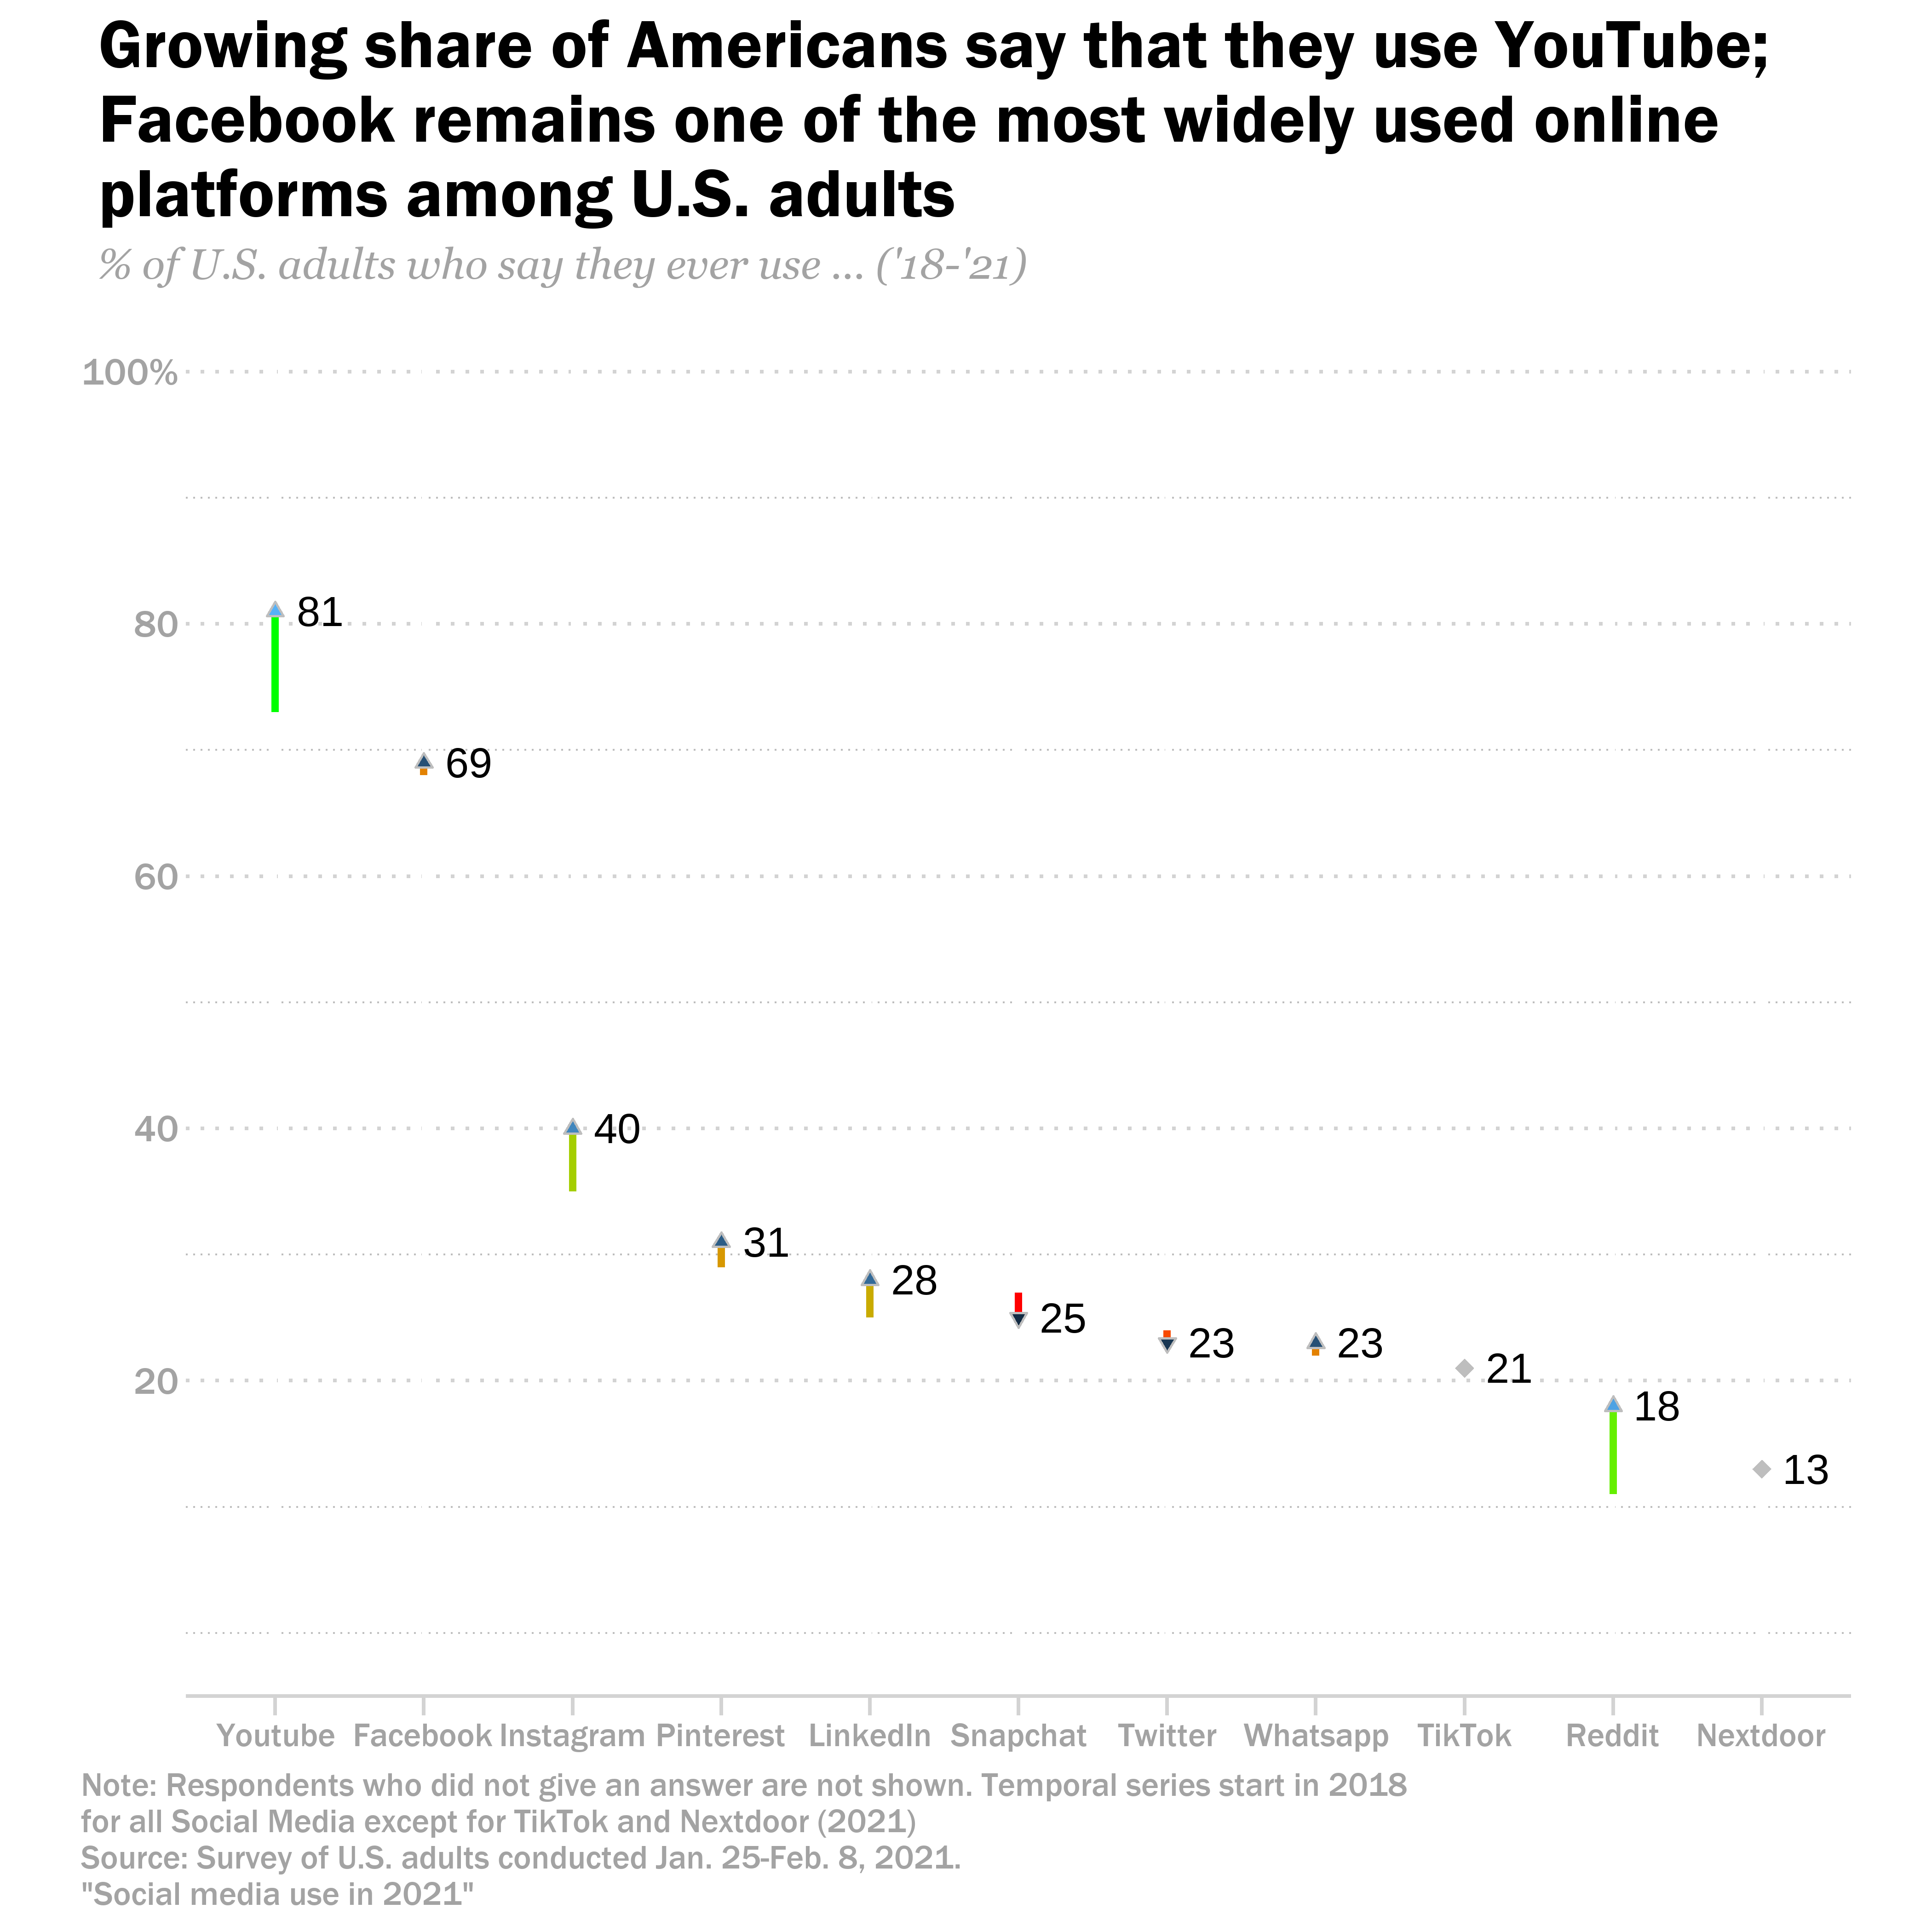 Growing share of Americans say that they use YouTube;
Facebook remains one of the most widely used online
platforms among U.S. adults
% of U.S. adults who say they ever use ... ('18-'21)
100%
80
60
40
20
81
69
40
31
28
25
23
23
21
18
13
Youtube Facebook Instagram Pinterest LinkedIn Snapchat Twitter Whatsapp TikTok Reddit Nextdoor
Note: Respondents who did not give an answer are not shown. Temporal series start in 2018
for all Social Media except for TikTok and Nextdoor (2021)
Source: Survey of U.S. adults conducted Jan. 25-Feb. 8, 2021.
"Social media use in 2021"